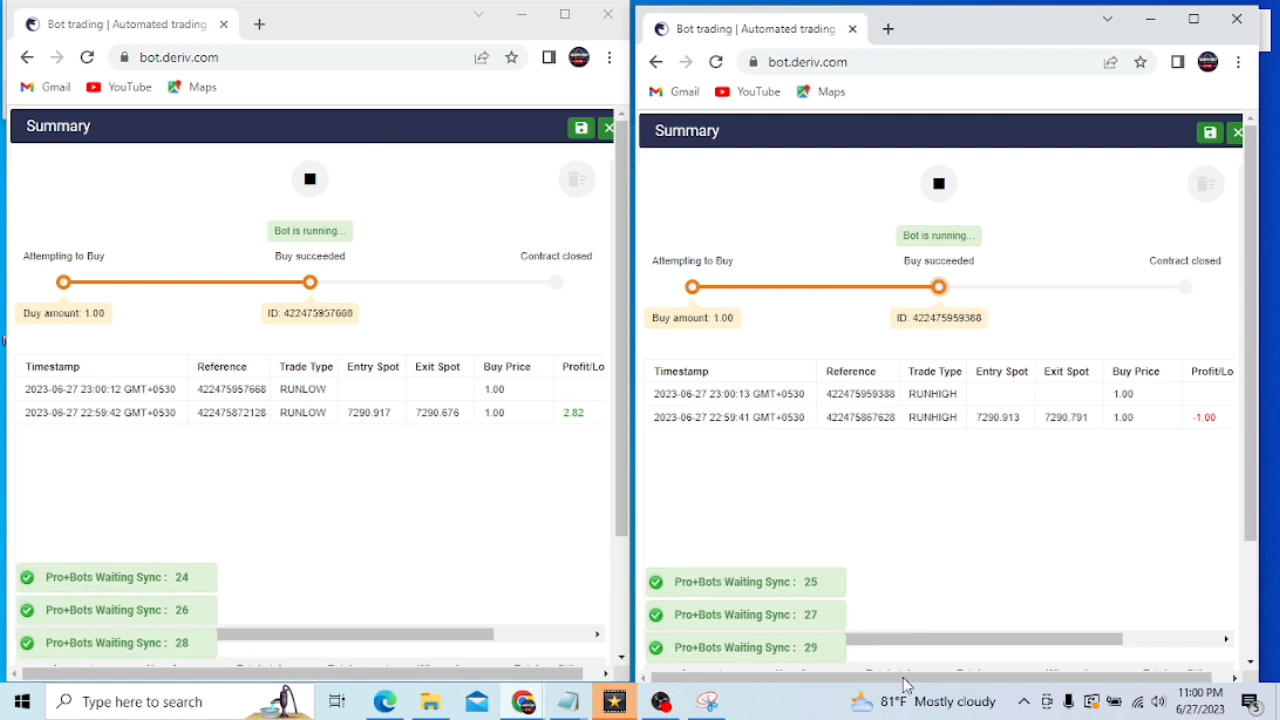 Bot trading | Automated trading
bot.deriv.com
Gmail YouTube Maps
Summary
Bot is running...
Attempting to Buy Buy succeeded Contract closed
Buy amount: 1.00 ID: 422475957668
Timestamp Reference Trade Type Entry Spot Exit Spot Buy Price Profit/Lo
2023-06-27 23:00:12 GMT+0530 422475957668 RUNLOW 1.00
2023-06-27 22:59:42 GMT+0530 422475872128 RUNLOW 7290.917 7290.676 1.00 2.82
Pro+Bots Waiting Sync : 24
Pro+Bots Waiting Sync : 26
Pro+Bots Waiting Sync : 28
Bot trading | Automated trading
bot.deriv.com
Gmail YouTube Maps
Summary
Bot is running...
Attempting to Buy Buy succeeded Contract closed
Buy amount: 1.00 ID: 422475959388
Timestamp Reference Trade Type Entry Spot Exit Spot Buy Price Profit/Lo
2023-06-27 23:00:13 GMT+0530 422475959388 RUNHIGH 1.00
2023-06-27 22:59:41 GMT+0530 422475867628 RUNHIGH 7290.913 7290.791 1.00 -1.00
Pro+Bots Waiting Sync : 25
Pro+Bots Waiting Sync : 27
Pro+Bots Waiting Sync : 29
Type here to search
81°F Mostly cloudy
11:00 PM
6/27/2023
5